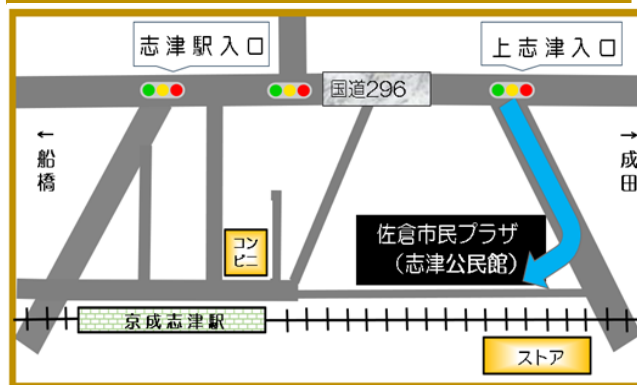 志津駅入口
上志津入口
国道296
←
船橋
→
成田
コン
ビニ
佐倉市民プラザ
（志津公民館）
京成志津駅
ストア